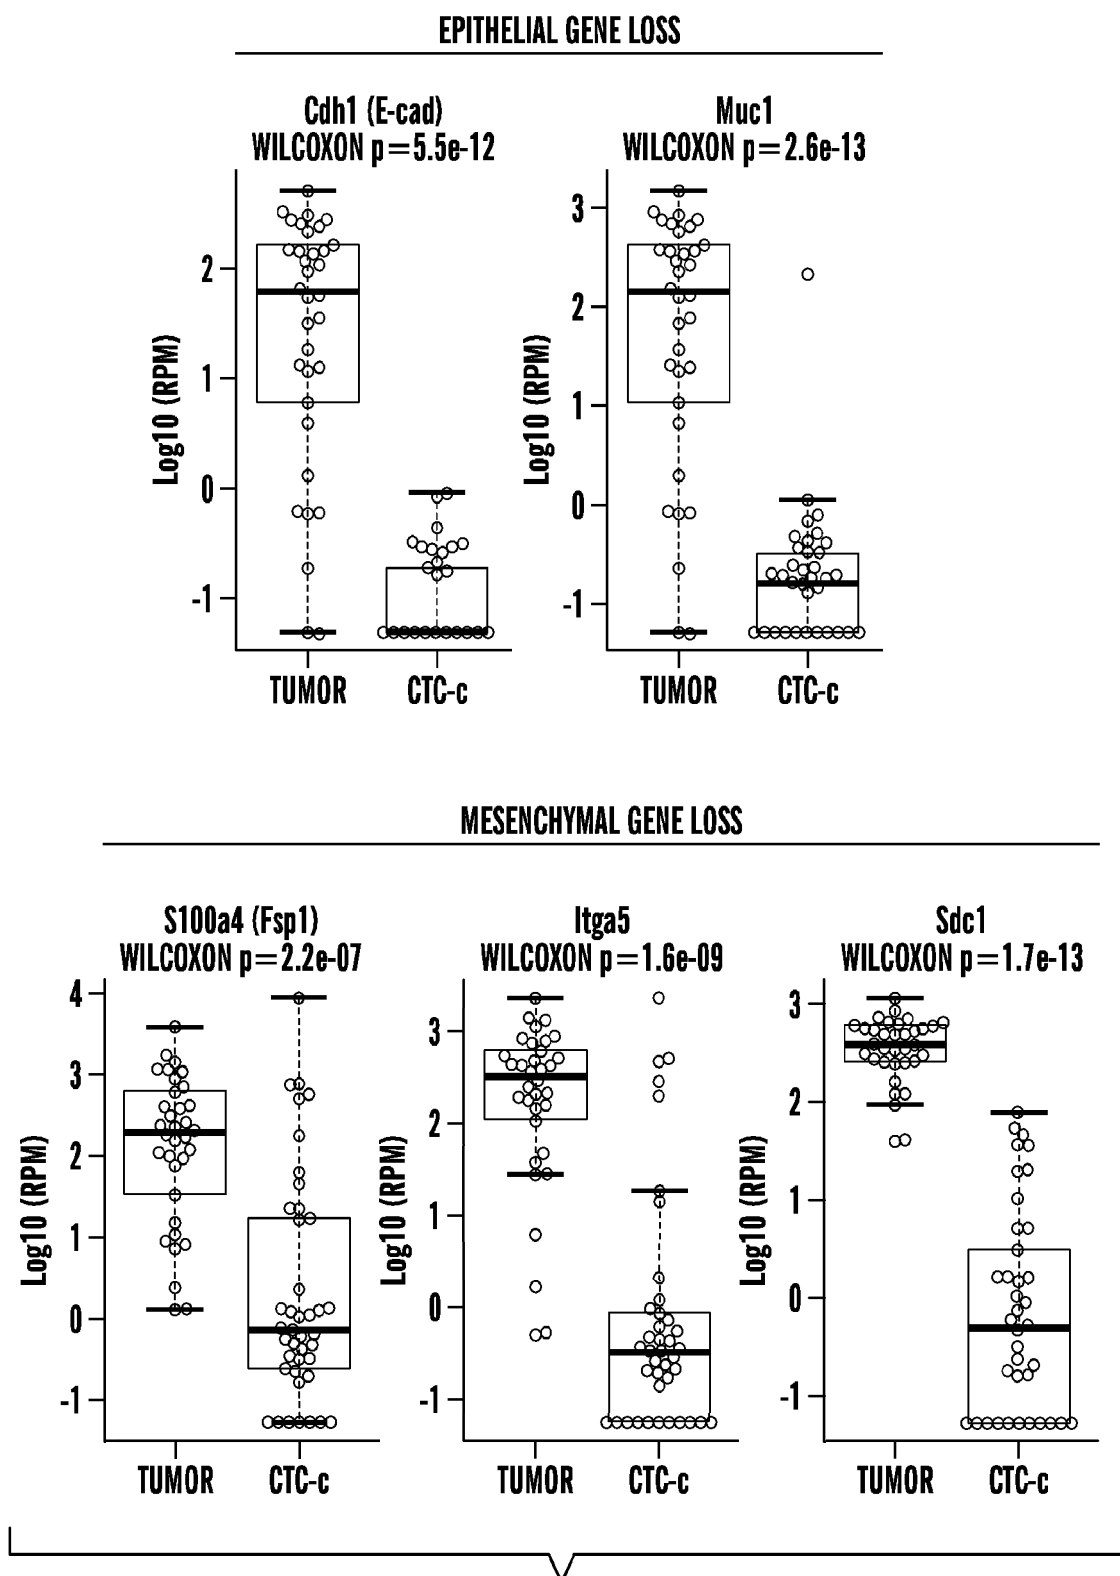 EPITHELIAL GENE LOSS
Cdh1 (E-cad)
WILCOXON p=5.5e-12
Log10 (RPM)
2
1
0
-1
TUMOR
CTC-c
Muc1
WILCOXON p=2.6e-13
Log10 (RPM)
3
2
1
0
-1
TUMOR
CTC-c
MESENCHYMAL GENE LOSS
S100a4 (Fsp1)
WILCOXON p=2.2e-07
Log10 (RPM)
4
3
2
1
0
-1
TUMOR
CTC-c
Itga5
WILCOXON p=1.6e-09
Log10 (RPM)
3
2
1
0
-1
TUMOR
CTC-c
Sdc1
WILCOXON p=1.7e-13
Log10 (RPM)
3
2
1
0
-1
TUMOR
CTC-c